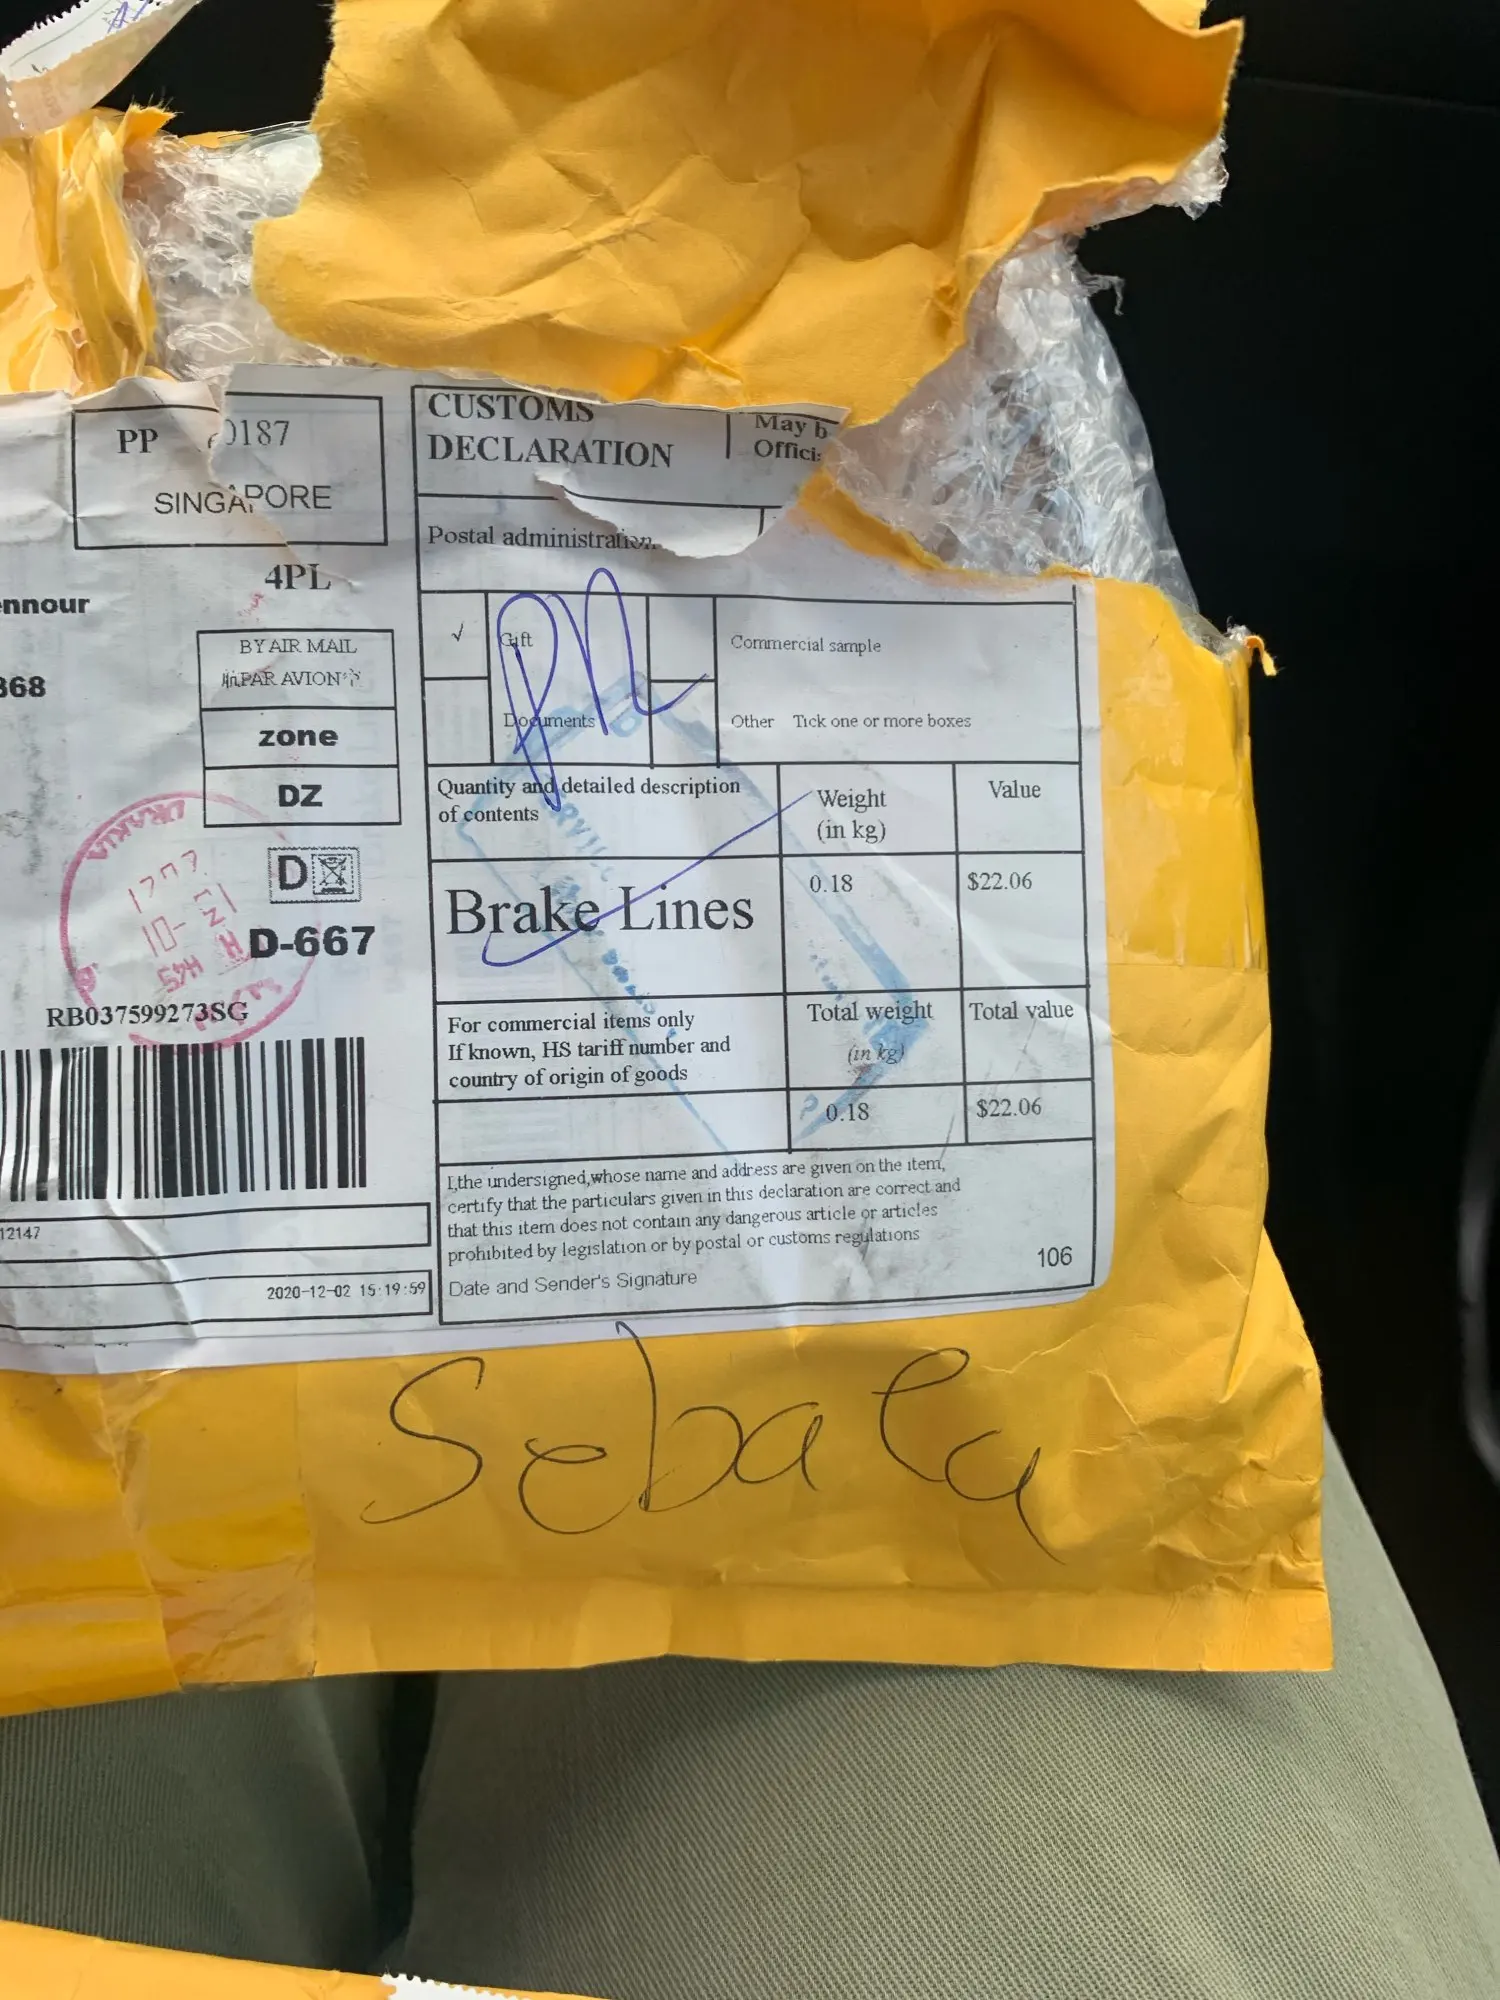 PP
0187
SINGAPORE
4PL
ennour
868
BY AIR MAIL
PAR AVION
zone
DZ
D
D-667
RB037599273SG
12147
2020-12-02 15:19:59
CUSTOMS
DECLARATION
May b
Offici
Postal administration
√
Gift
Commercial sample
Documents
Other Tick one or more boxes
Quantity and detailed description
of contents
Weight
(in kg)
Value
Brake Lines
0.18
$22.06
For commercial items only
If known, HS tariff number and
country of origin of goods
Total weight
(in kg)
Total value
0.18
$22.06
I,the undersigned,whose name and address are given on the item,
certify that the particulars given in this declaration are correct and
that this item does not contain any dangerous article or articles
prohibited by legislation or by postal or customs regulations
Date and Sender's Signature
106
Sebala